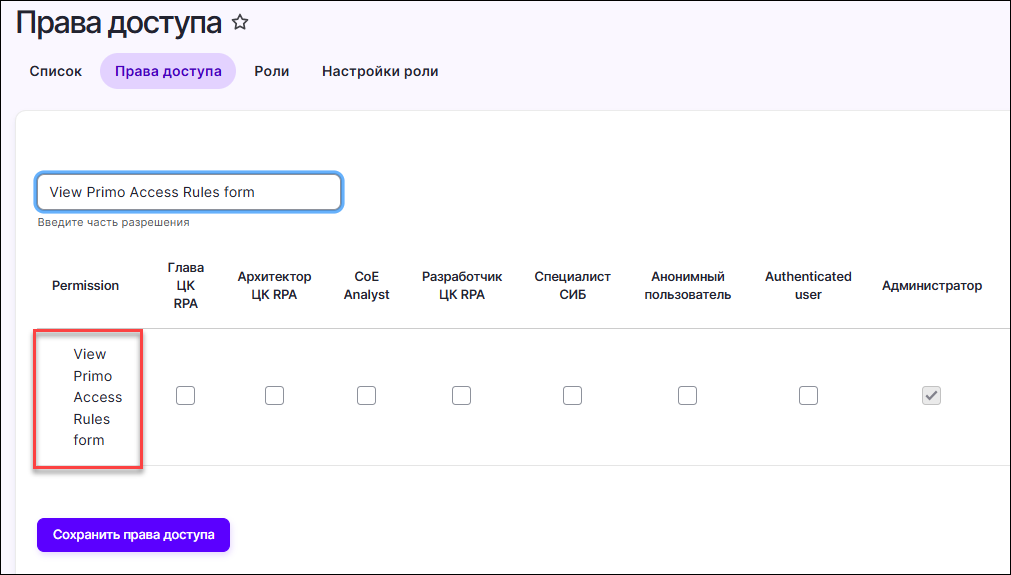 Права доступа
Список
Права доступа
Роли
Настройки роли
View Primo Access Rules form
Введите часть разрешения
Permission
Глава
ЦК
RPA
Архитектор
ЦК RPA
CoE
Analyst
Разработчик
ЦК RPA
Специалист
СИБ
Анонимный
пользователь
Authenticated
user
Администратор
View
Primo
Access
Rules
form
Сохранить права доступа